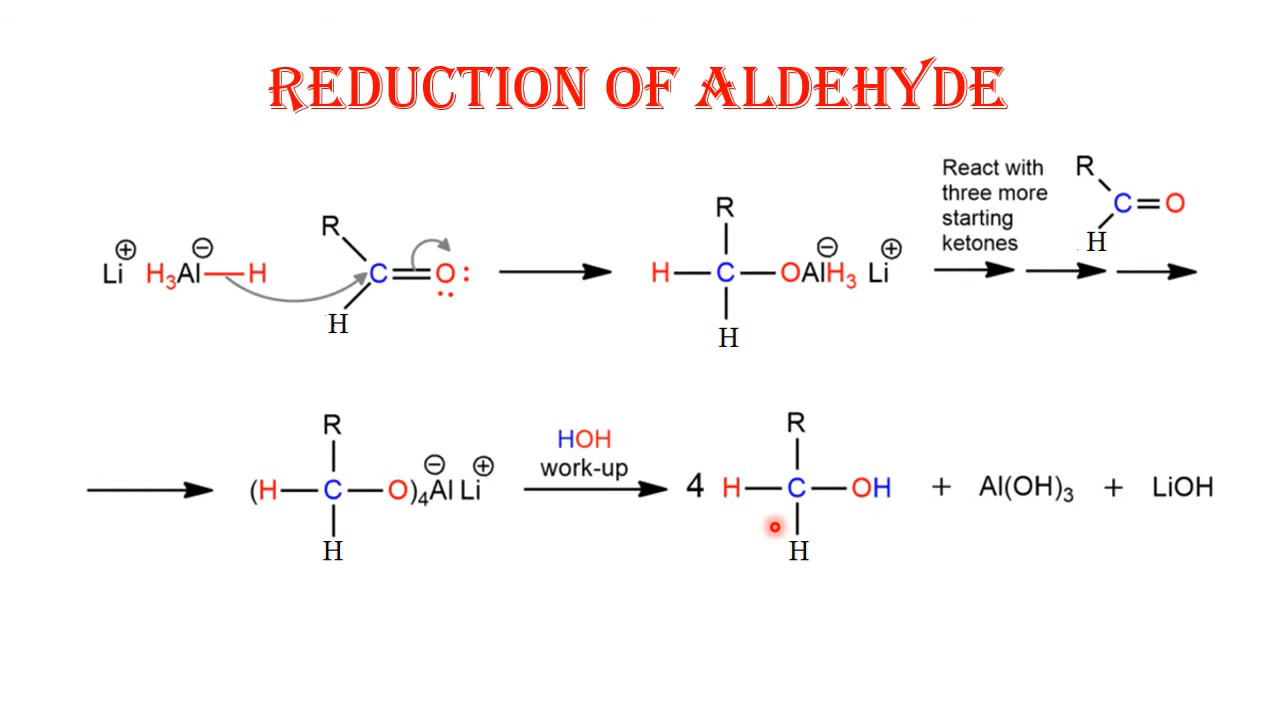 REDUCTION OF ALDEHYDE
React with
three more
starting
ketones
R
C=O
H
R
Li⊕ H₃Al⊖—H
C=O:
H
R
H—C—OAlH₃⊖ Li⊕
H
R
(H—C—O)₄Al⊖ Li⊕
H
HOH
work-up
R
4 H—C—OH + Al(OH)₃ + LiOH
H